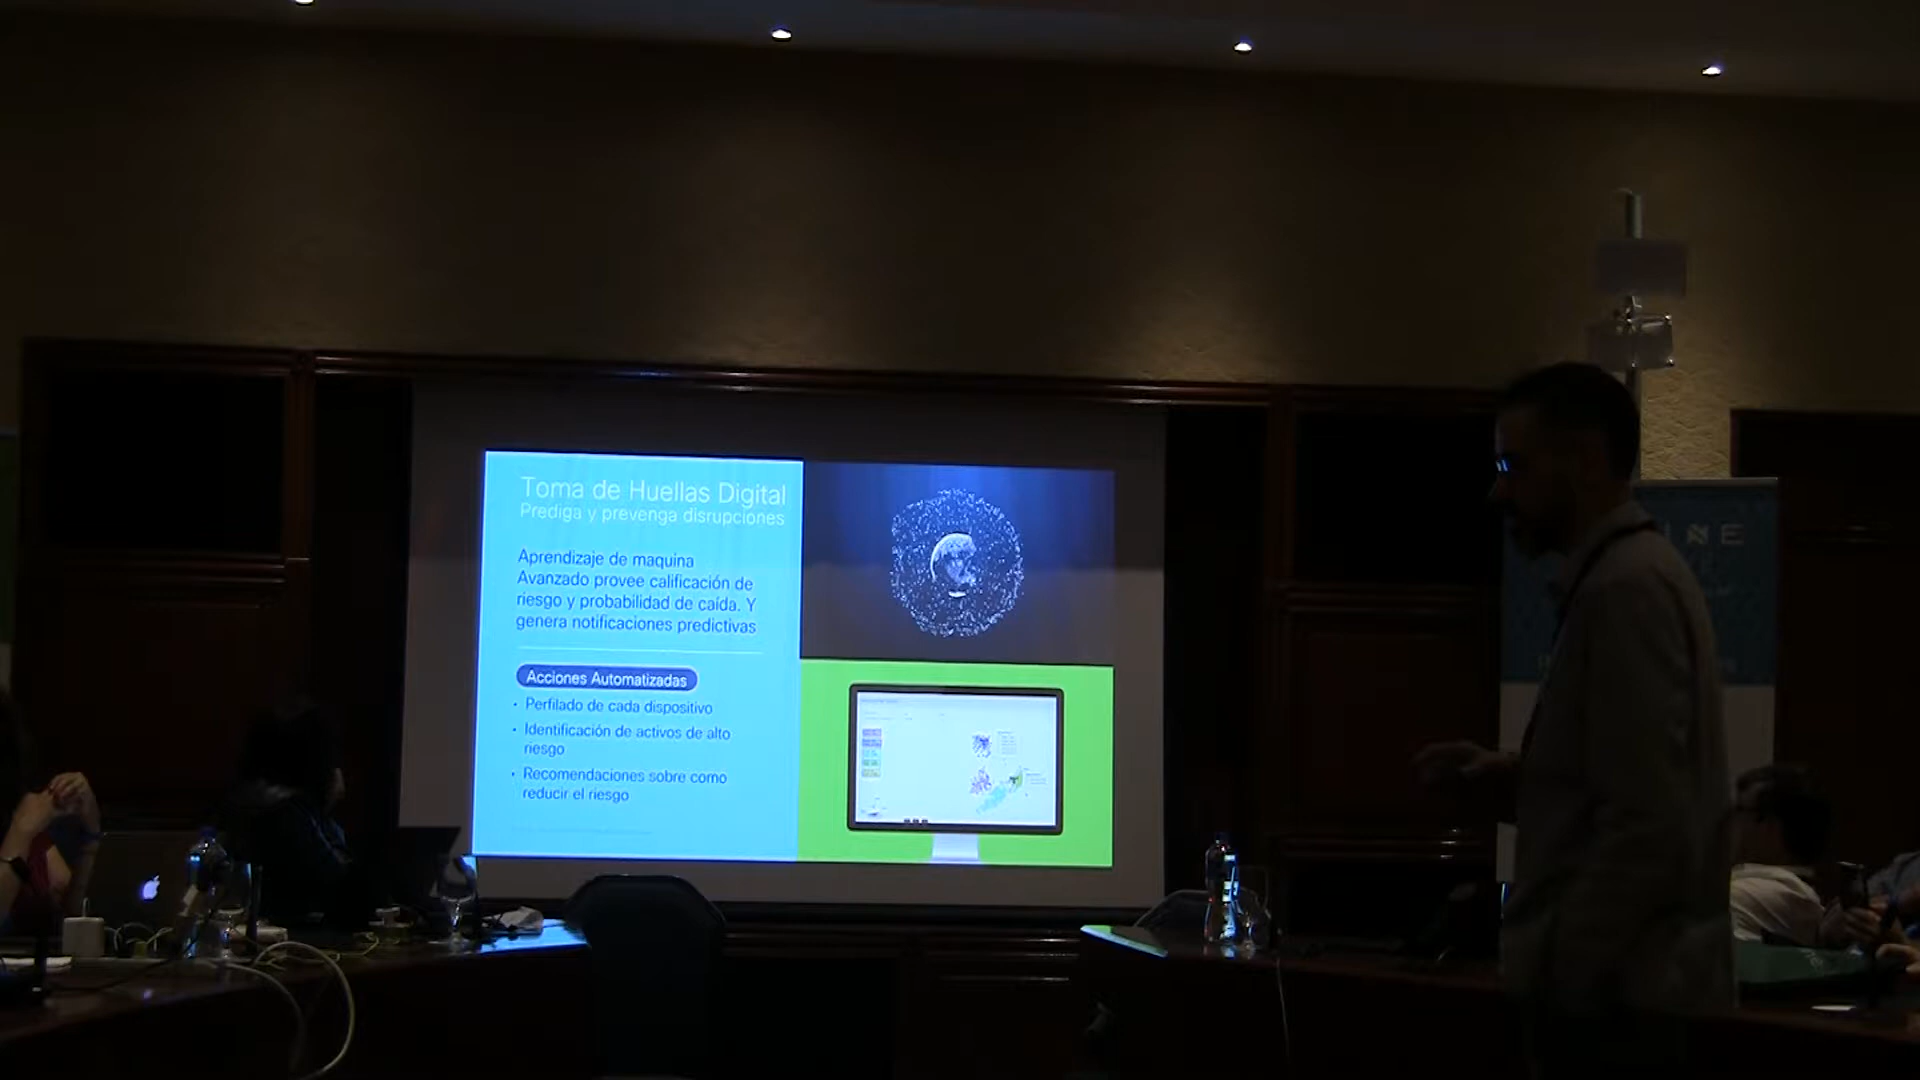 Toma de Huellas Digital
Prediga y prevenga disrupciones
Aprendizaje de maquina
Avanzado provee calificación de
riesgo y probabilidad de caída. Y
genera notificaciones predictivas
Acciones Automatizadas
• Perfilado de cada dispositivo
• Identificación de activos de alto
riesgo
• Recomendaciones sobre como
reducir el riesgo